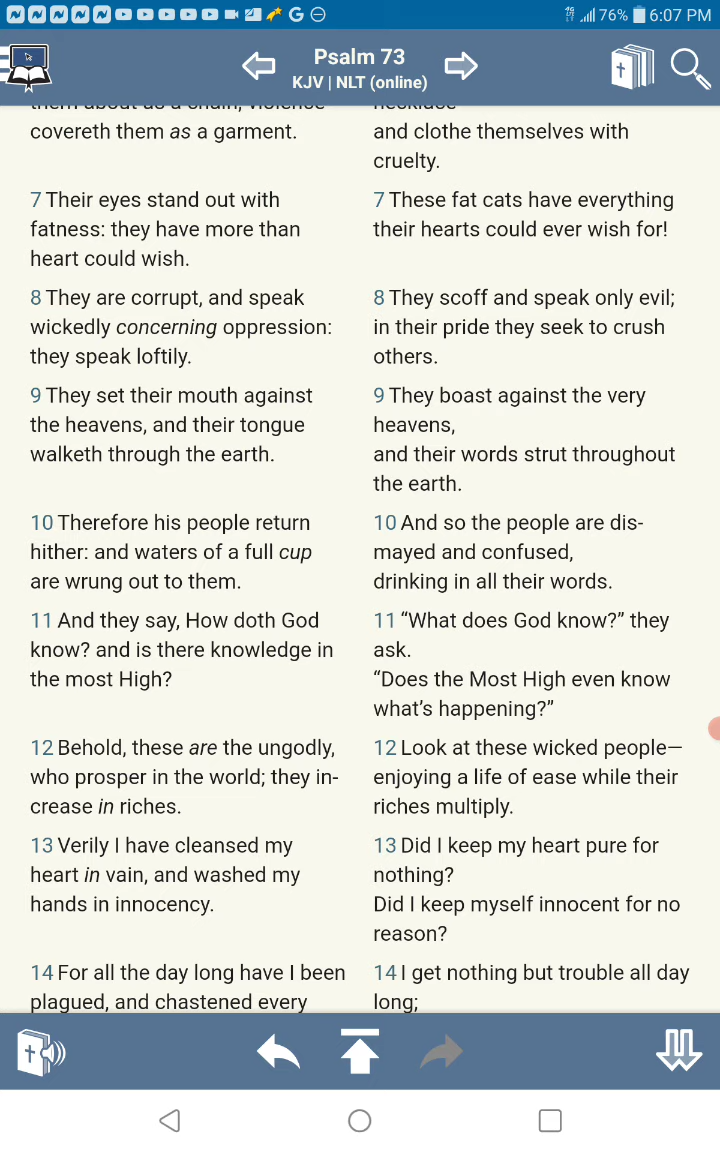 76% 6:07 PM
Psalm 73
KJV | NLT (online)
covereth them as a garment.
7 Their eyes stand out with
fatness: they have more than
heart could wish.
8 They are corrupt, and speak
wickedly concerning oppression:
they speak loftily.
9 They set their mouth against
the heavens, and their tongue
walketh through the earth.
10 Therefore his people return
hither: and waters of a full cup
are wrung out to them.
11 And they say, How doth God
know? and is there knowledge in
the most High?
12 Behold, these are the ungodly,
who prosper in the world; they in-
crease in riches.
13 Verily I have cleansed my
heart in vain, and washed my
hands in innocency.
14 For all the day long have I been
plagued, and chastened every
and clothe themselves with
cruelty.
7 These fat cats have everything
their hearts could ever wish for!
8 They scoff and speak only evil;
in their pride they seek to crush
others.
9 They boast against the very
heavens,
and their words strut throughout
the earth.
10 And so the people are dis-
mayed and confused,
drinking in all their words.
11 “What does God know?” they
ask.
“Does the Most High even know
what’s happening?”
12 Look at these wicked people—
enjoying a life of ease while their
riches multiply.
13 Did I keep my heart pure for
nothing?
Did I keep myself innocent for no
reason?
14 I get nothing but trouble all day
long;